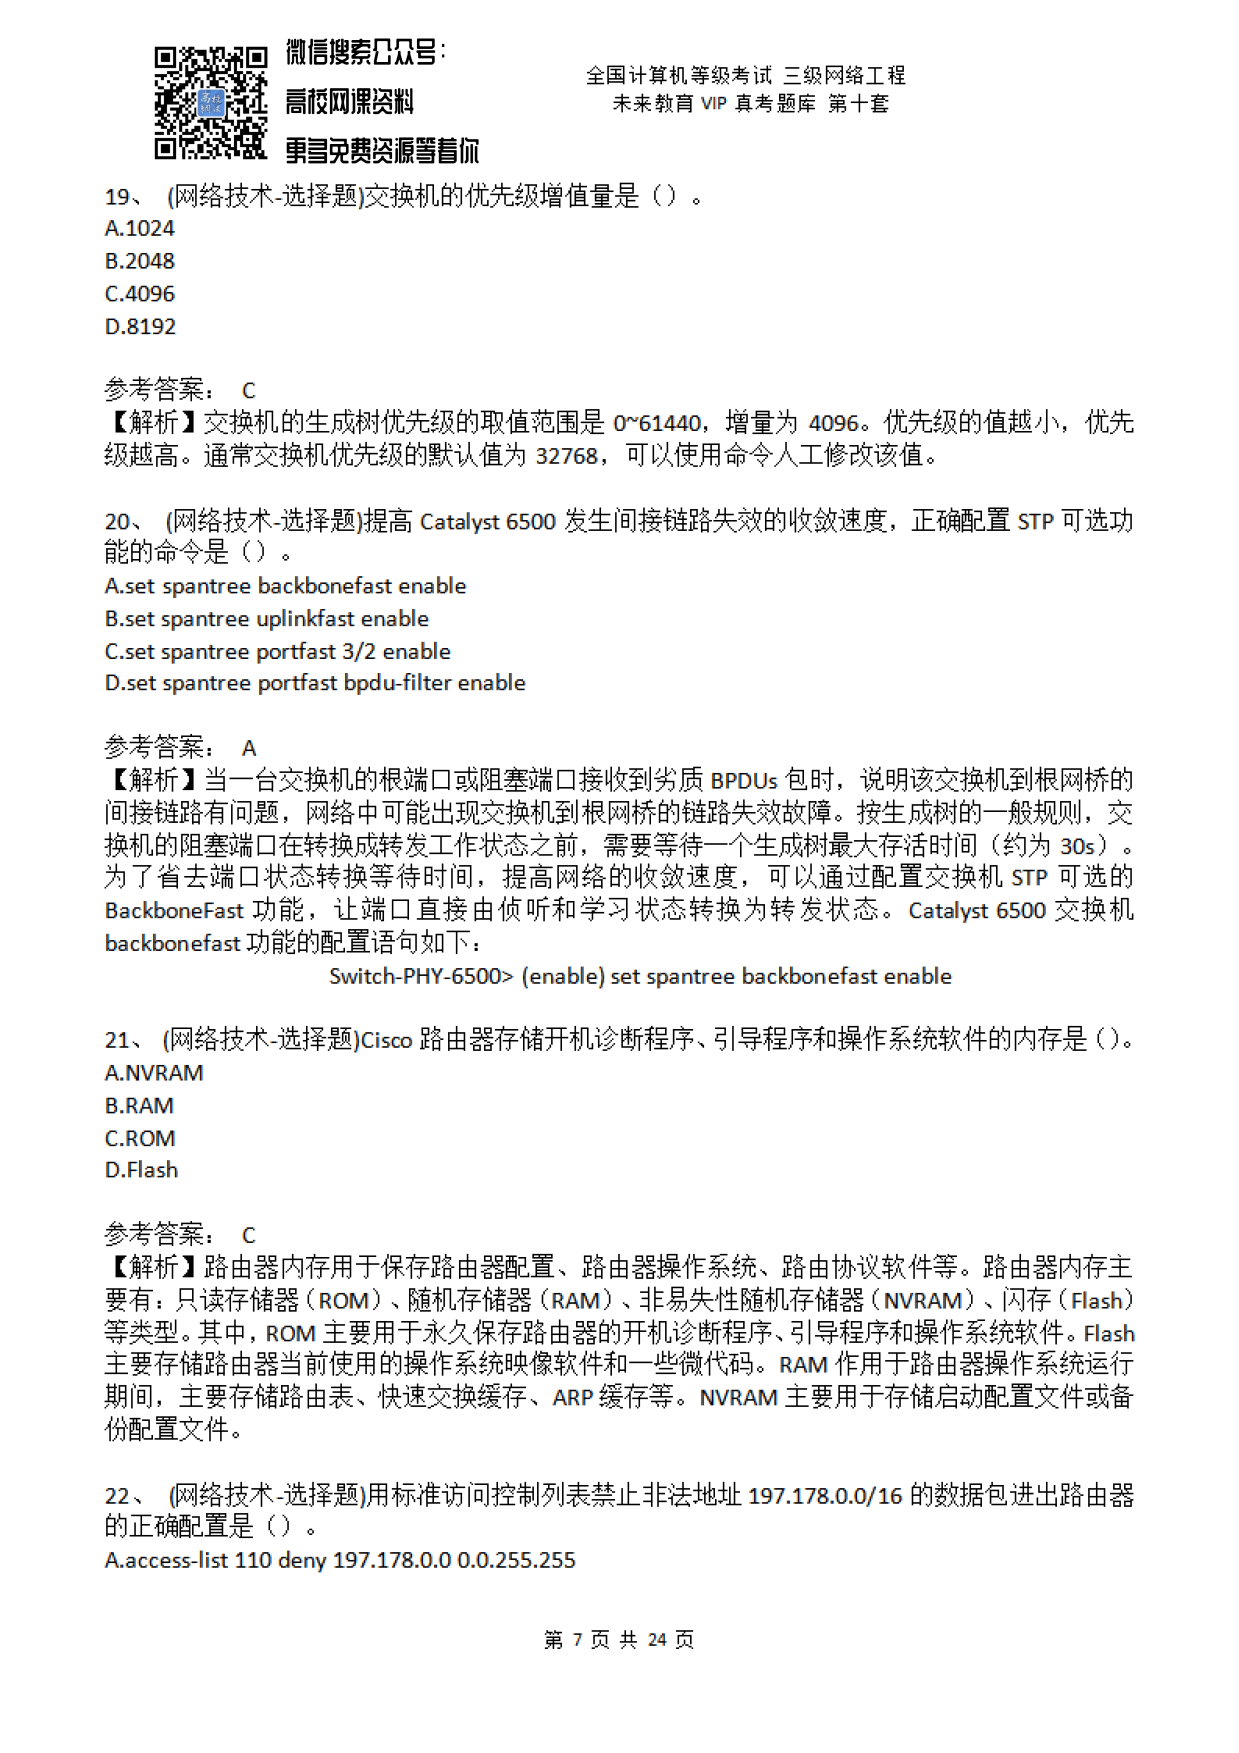 微信搜索公众号：
高校网课资料
更多免费资源等着你
全国计算机等级考试 三级网络工程
未来教育 VIP 真考题库 第十套
19、 (网络技术-选择题)交换机的优先级增值量是（）。
A.1024
B.2048
C.4096
D.8192
参考答案： C
【解析】交换机的生成树优先级的取值范围是 0~61440，增量为 4096。优先级的值越小，优先
级越高。通常交换机优先级的默认值为 32768，可以使用命令人工修改该值。
20、 (网络技术-选择题)提高 Catalyst 6500 发生间接链路失效的收敛速度，正确配置 STP 可选功
能的命令是（）。
A.set spantree backbonefast enable
B.set spantree uplinkfast enable
C.set spantree portfast 3/2 enable
D.set spantree portfast bpdu-filter enable
参考答案： A
【解析】当一台交换机的根端口或阻塞端口接收到劣质 BPDUs 包时，说明该交换机到根网桥的
间接链路有问题，网络中可能出现交换机到根网桥的链路失效故障。按生成树的一般规则，交
换机的阻塞端口在转换成转发工作状态之前，需要等待一个生成树最大存活时间（约为 30s）。
为了省去端口状态转换等待时间，提高网络的收敛速度，可以通过配置交换机 STP 可选的
BackboneFast 功能，让端口直接由侦听和学习状态转换为转发状态。Catalyst 6500 交换机
backbonefast 功能的配置语句如下：
Switch-PHY-6500> (enable) set spantree backbonefast enable
21、 (网络技术-选择题)Cisco 路由器存储开机诊断程序、引导程序和操作系统软件的内存是（）。
A.NVRAM
B.RAM
C.ROM
D.Flash
参考答案： C
【解析】路由器内存用于保存路由器配置、路由器操作系统、路由协议软件等。路由器内存主
要有：只读存储器（ROM）、随机存储器（RAM）、非易失性随机存储器（NVRAM）、闪存（Flash）
等类型。其中，ROM 主要用于永久保存路由器的开机诊断程序、引导程序和操作系统软件。Flash
主要存储路由器当前使用的操作系统映像软件和一些微代码。RAM 作用于路由器操作系统运行
期间，主要存储路由表、快速交换缓存、ARP 缓存等。NVRAM 主要用于存储启动配置文件或备
份配置文件。
22、 (网络技术-选择题)用标准访问控制列表禁止非法地址 197.178.0.0/16 的数据包进出路由器
的正确配置是（）。
A.access-list 110 deny 197.178.0.0 0.0.255.255
第 7 页 共 24 页